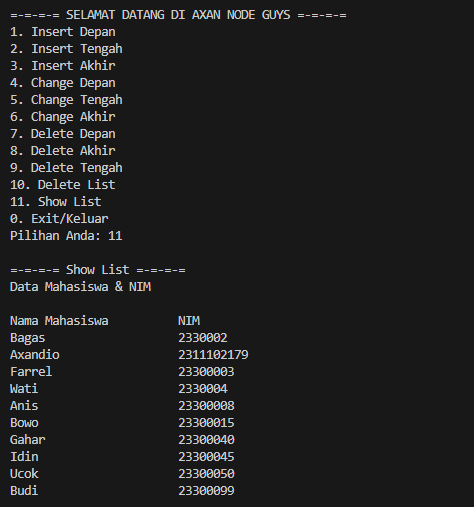 =-=-=-= SELAMAT DATANG DI AXAN NODE GUYS =-=-=-=
1. Insert Depan
2. Insert Tengah
3. Insert Akhir
4. Change Depan
5. Change Tengah
6. Change Akhir
7. Delete Depan
8. Delete Akhir
9. Delete Tengah
10. Delete List
11. Show List
0. Exit/Keluar
Pilihan Anda: 11
=-=-=-= Show List =-=-=-=
Data Mahasiswa & NIM
Nama Mahasiswa NIM
Bagas 2330002
Axandio 2311102179
Farrel 23300003
Wati 2330004
Anis 23300008
Bowo 23300015
Gahar 23300040
Idin 23300045
Ucok 23300050
Budi 23300099